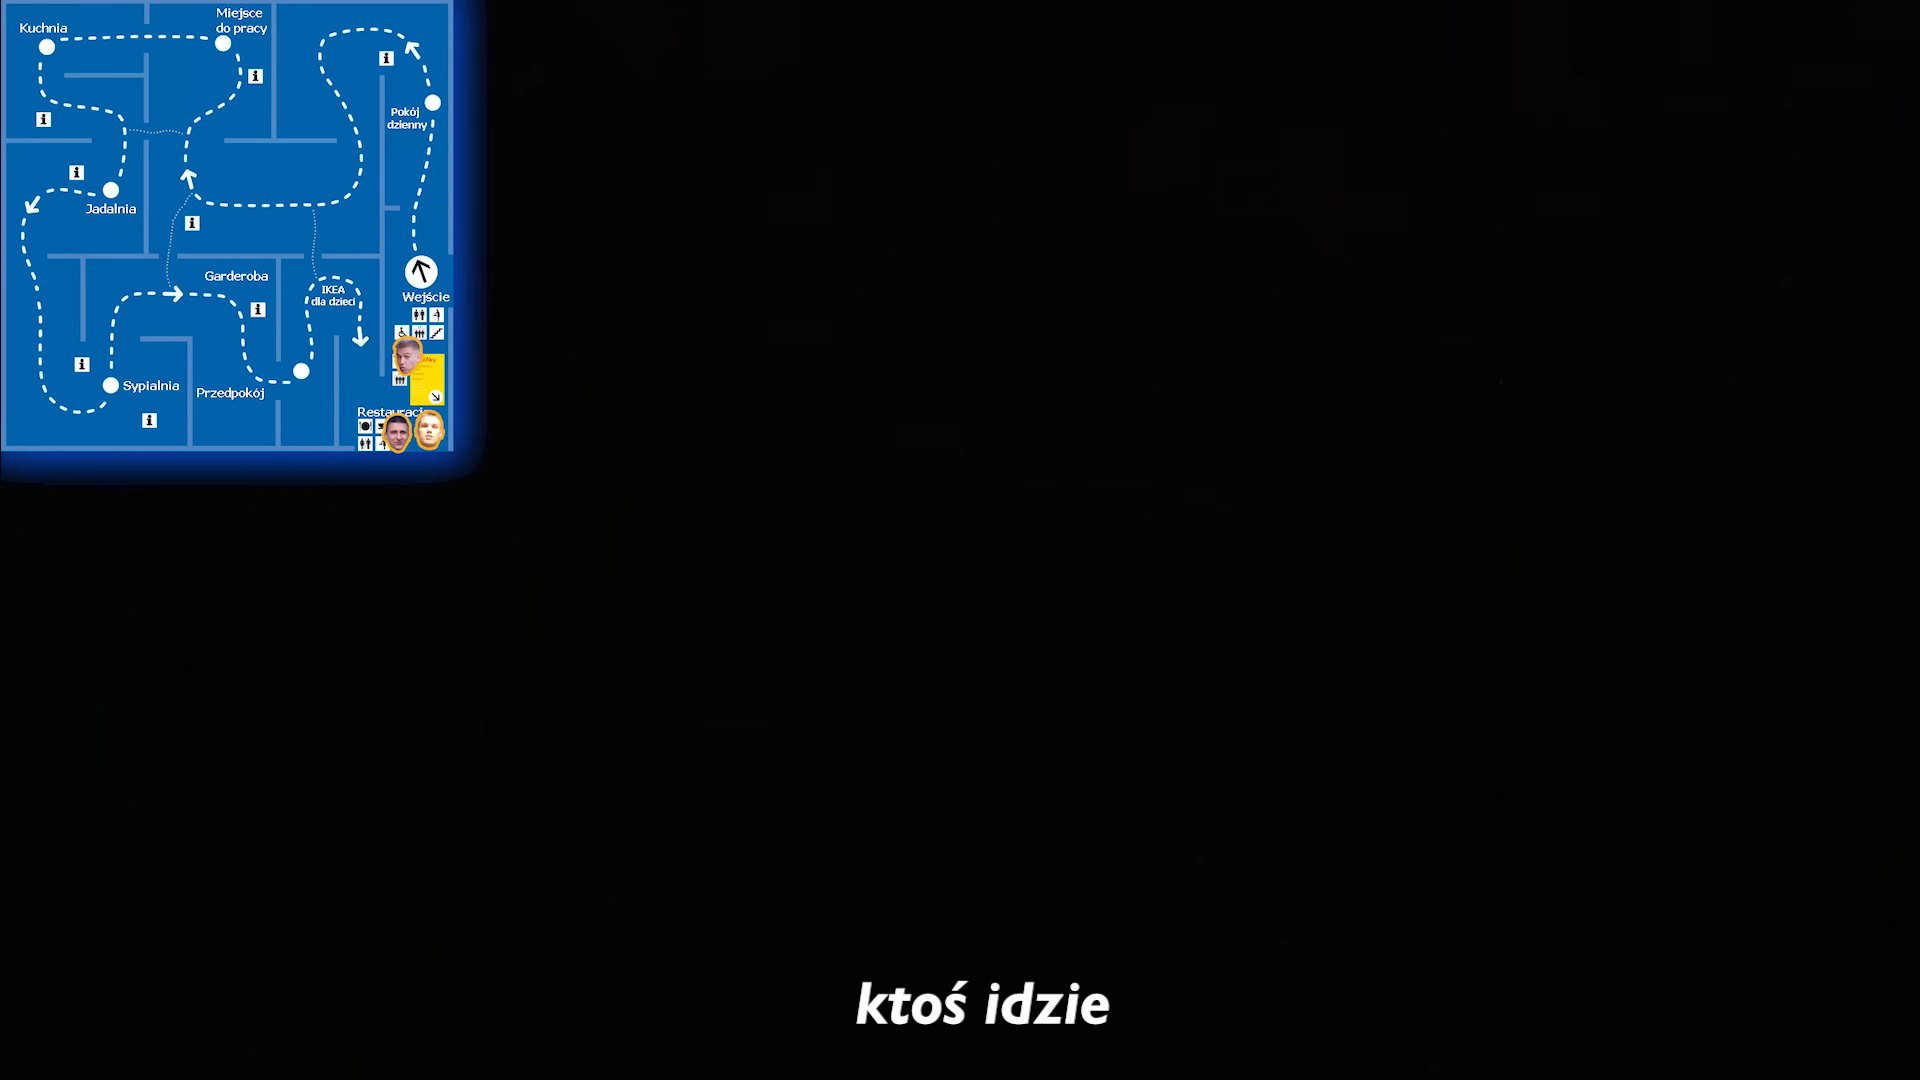 Kuchnia
Miejsce
do pracy
Pokój
dzienny
Jadalnia
Garderoba
IKEA
dla dzieci
Wejście
Sypialnia
Przedpokój
ktoś idzie